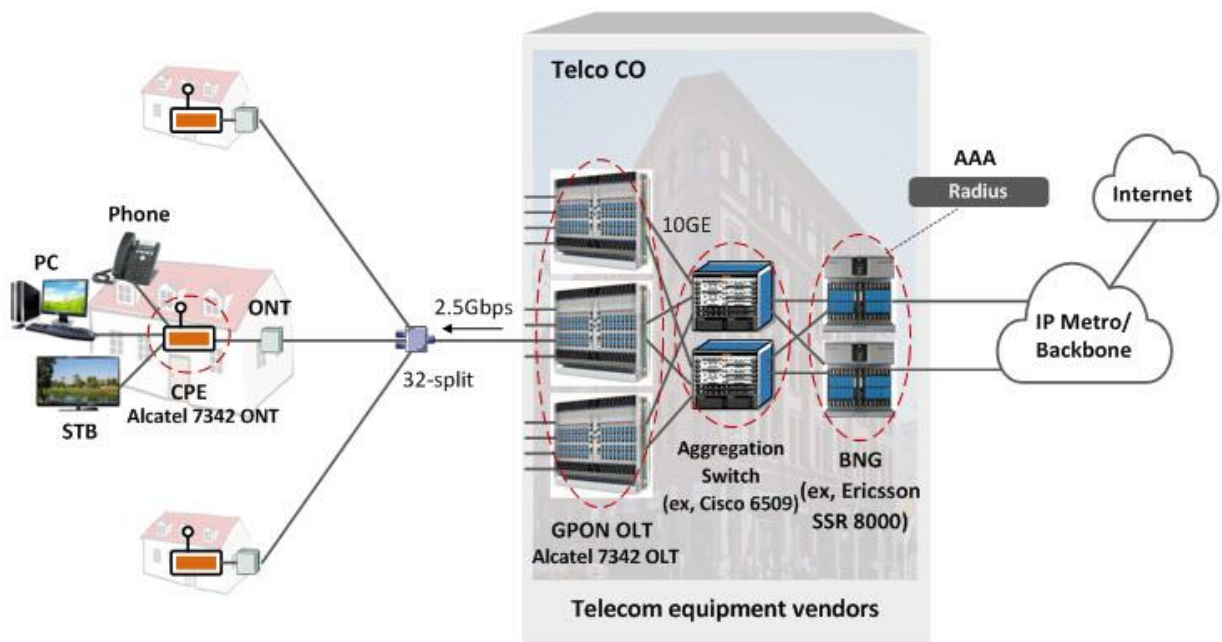 Telco CO
AAA
Radius
Internet
Phone
10GE
PC
ONT
2.5Gbps
IP Metro/
Backbone
32-split
CPE
Alcatel 7342 ONT
STB
Aggregation
Switch
(ex, Cisco 6509)
BNG
(ex, Ericsson
SSR 8000)
GPON OLT
Alcatel 7342 OLT
Telecom equipment vendors